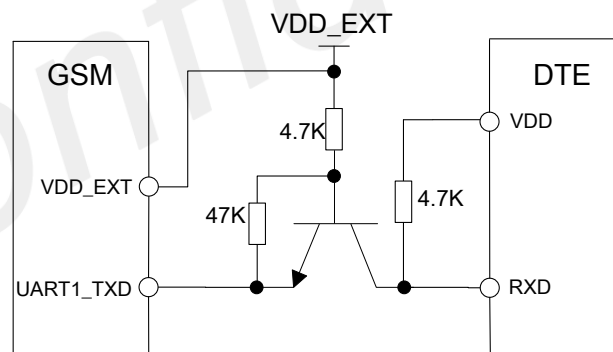 VDD_EXT
GSM
DTE
VDD
4.7K
VDD_EXT
47K
4.7K
UART1_TXD
RXD